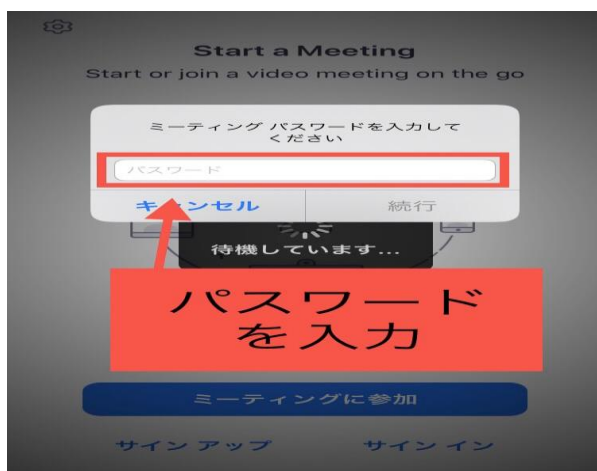 Start a Meeting
Start or join a video meeting on the go
ミーティング パスワードを入力して
ください
パスワード
キャンセル
続行
待機しています...
パスワード
を入力
ミーティングに参加
サイン アップ
サイン イン